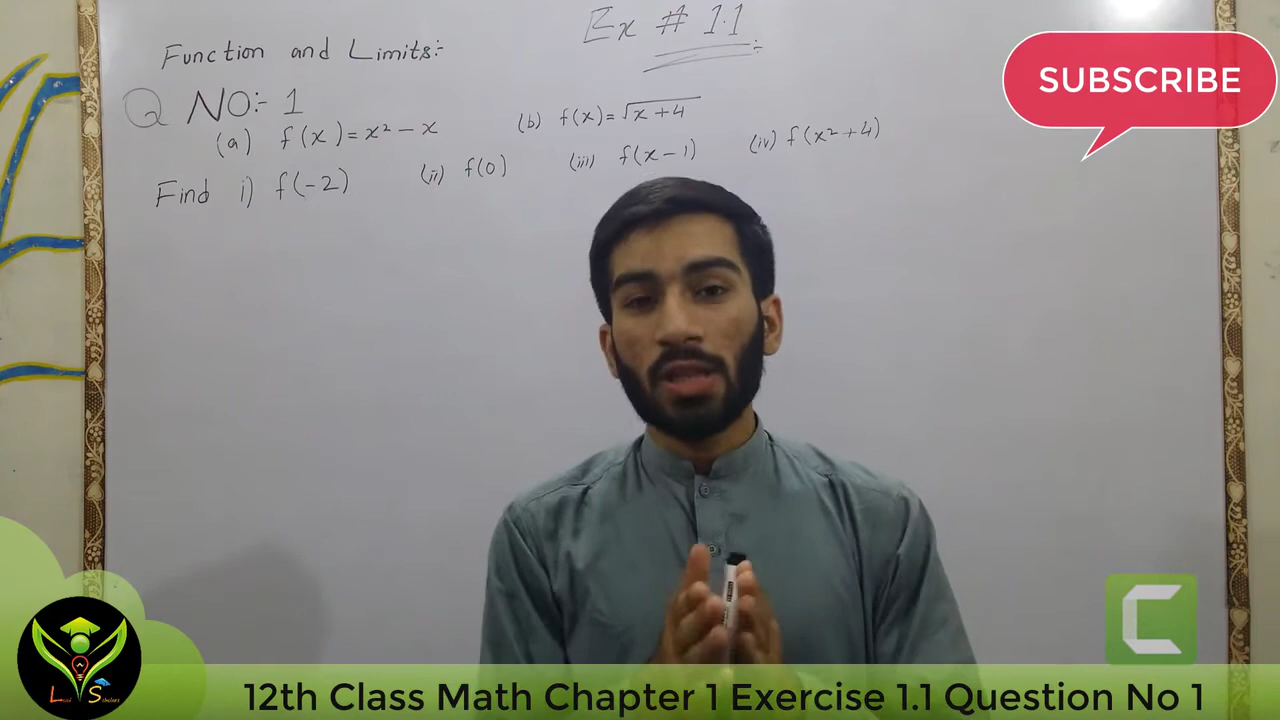 Ex # 1.1
Function and Limits:-
SUBSCRIBE
Q NO:- 1
(a) f(x)=x²-x (b) f(x)=√x+4
Find i) f(-2) (ii) f(0) (iii) f(x-1) (iv) f(x²+4)
12th Class Math Chapter 1 Exercise 1.1 Question No 1